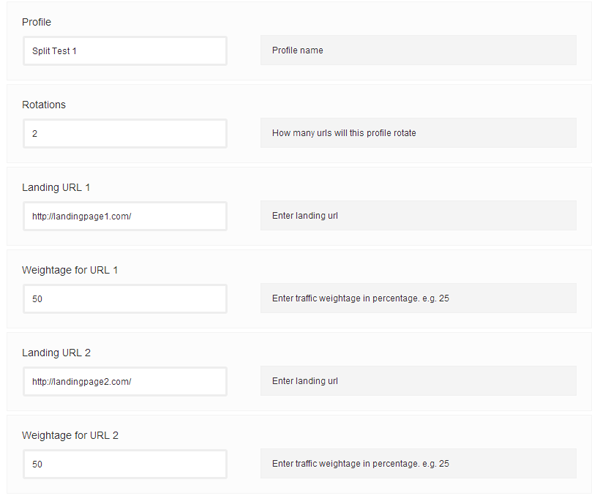 Profile
Split Test 1
Profile name
Rotations
2
How many urls will this profile rotate
Landing URL 1
http://landingpage1.com/
Enter landing url
Weightage for URL 1
50
Enter traffic weightage in percentage. e.g. 25
Landing URL 2
http://landingpage2.com/
Enter landing url
Weightage for URL 2
50
Enter traffic weightage in percentage. e.g. 25